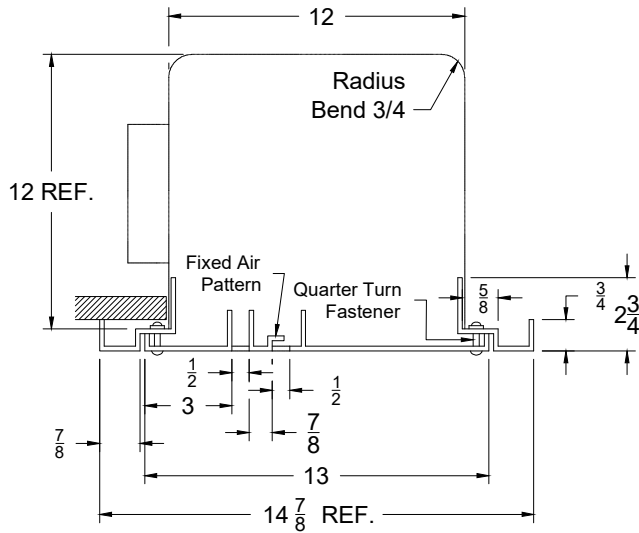 12
Radius
Bend 3/4
12 REF.
Fixed Air
Pattern
Quarter Turn
Fastener
5/8
3/4
2 3/4
1/2
3
1/2
7/8
7/8
13
14 7/8 REF.